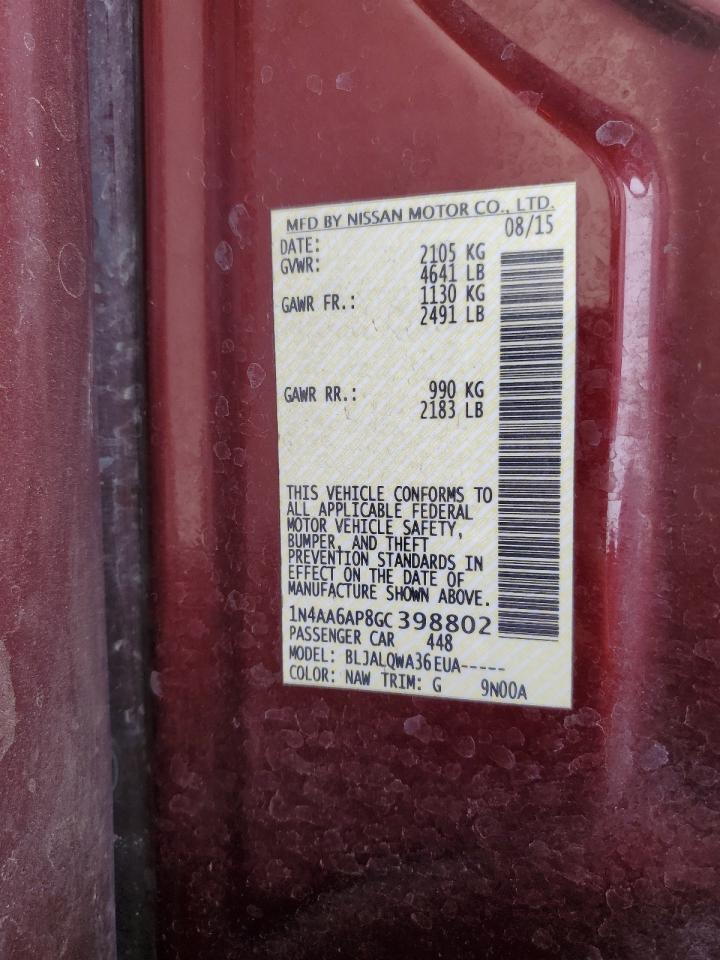 MFD BY NISSAN MOTOR CO., LTD.
DATE: 08/15
GVWR: 2105 KG
4641 LB
GAWR FR.: 1130 KG
2491 LB
GAWR RR.: 990 KG
2183 LB
THIS VEHICLE CONFORMS TO
ALL APPLICABLE FEDERAL
MOTOR VEHICLE SAFETY,
BUMPER, AND THEFT
PREVENTION STANDARDS IN
EFFECT ON THE DATE OF
MANUFACTURE SHOWN ABOVE.
1N4AA6AP8GC398802
PASSENGER CAR 448
MODEL: BLJALQWA36EUA-----
COLOR: NAW TRIM: G 9N00A